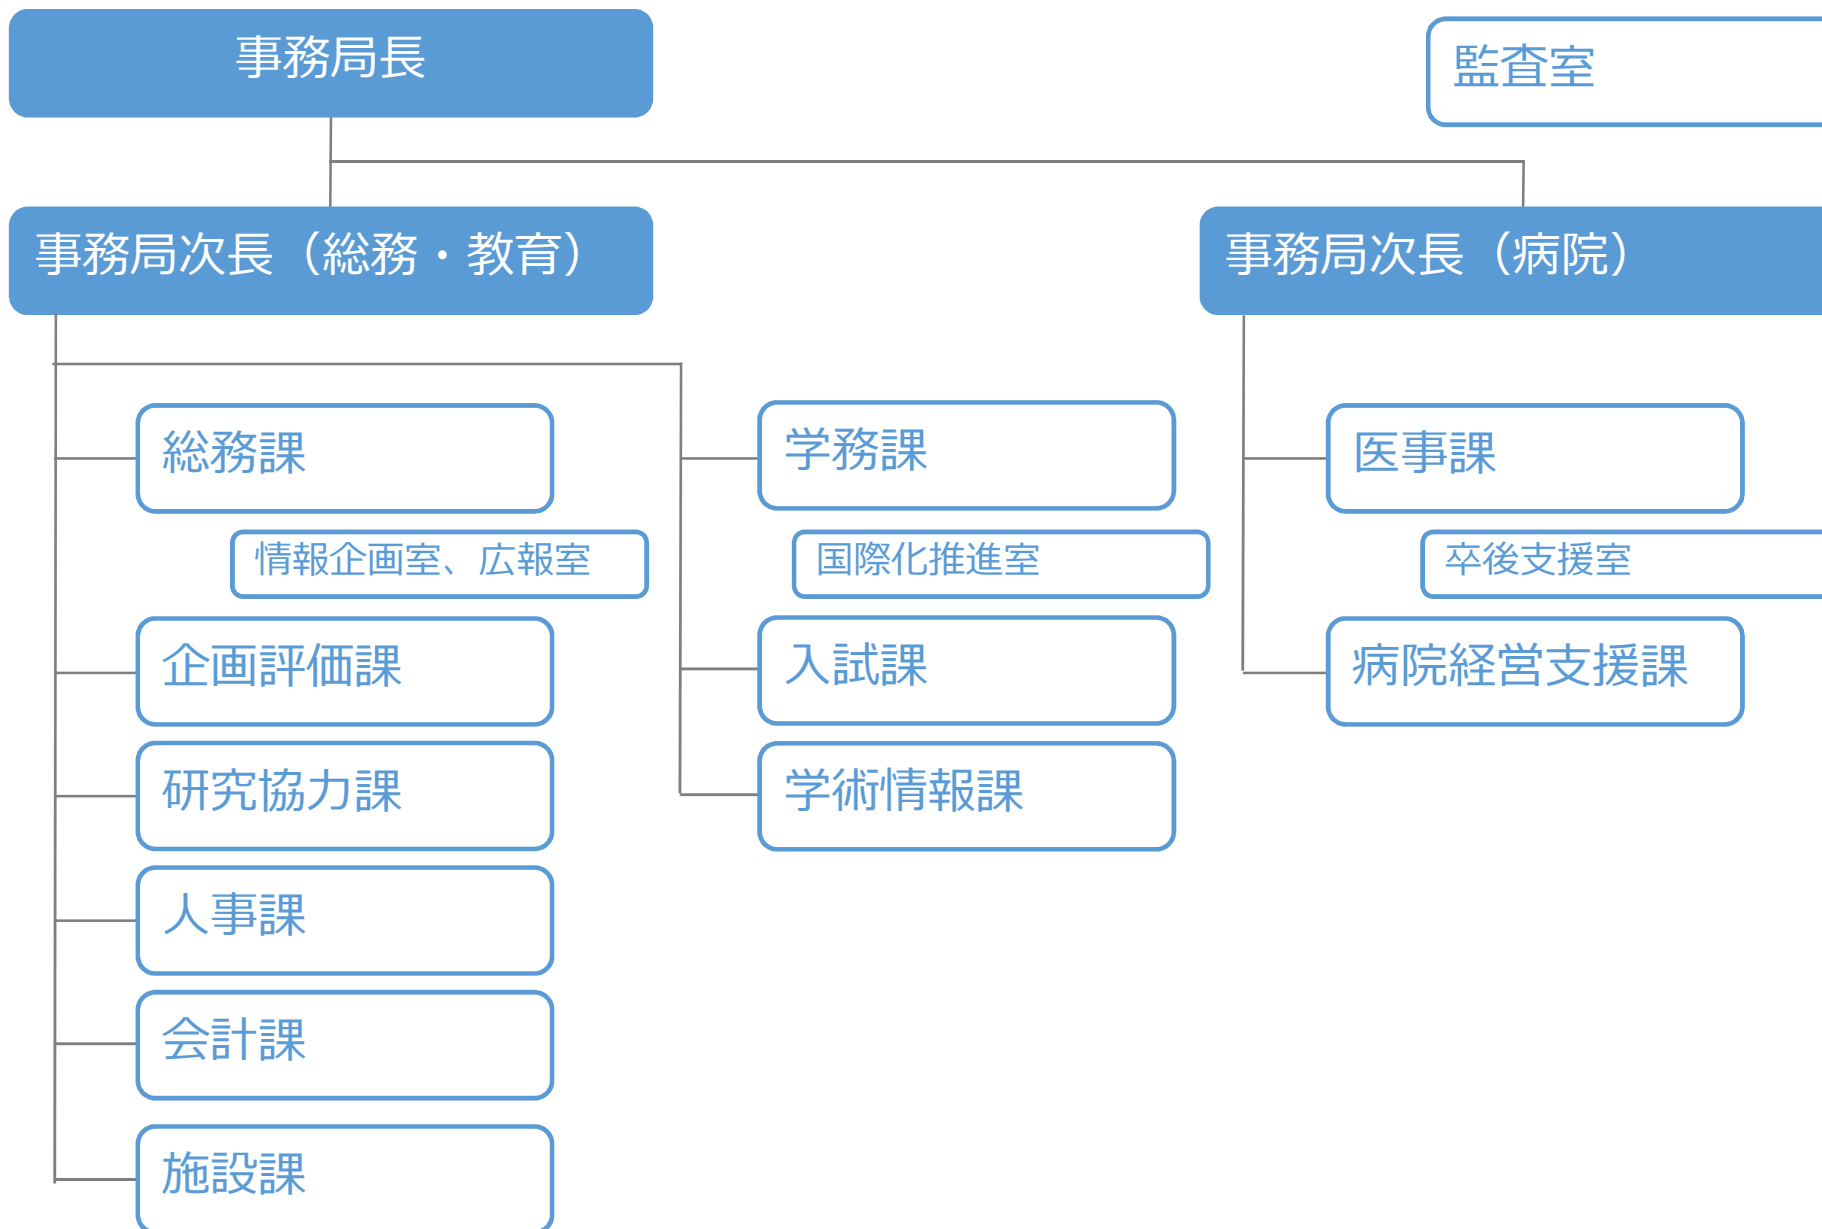 事務局長
監査室
事務局次長（総務・教育）
事務局次長（病院）
総務課
情報企画室、広報室
企画評価課
研究協力課
人事課
会計課
施設課
学務課
国際化推進室
入試課
学術情報課
医事課
卒後支援室
病院経営支援課